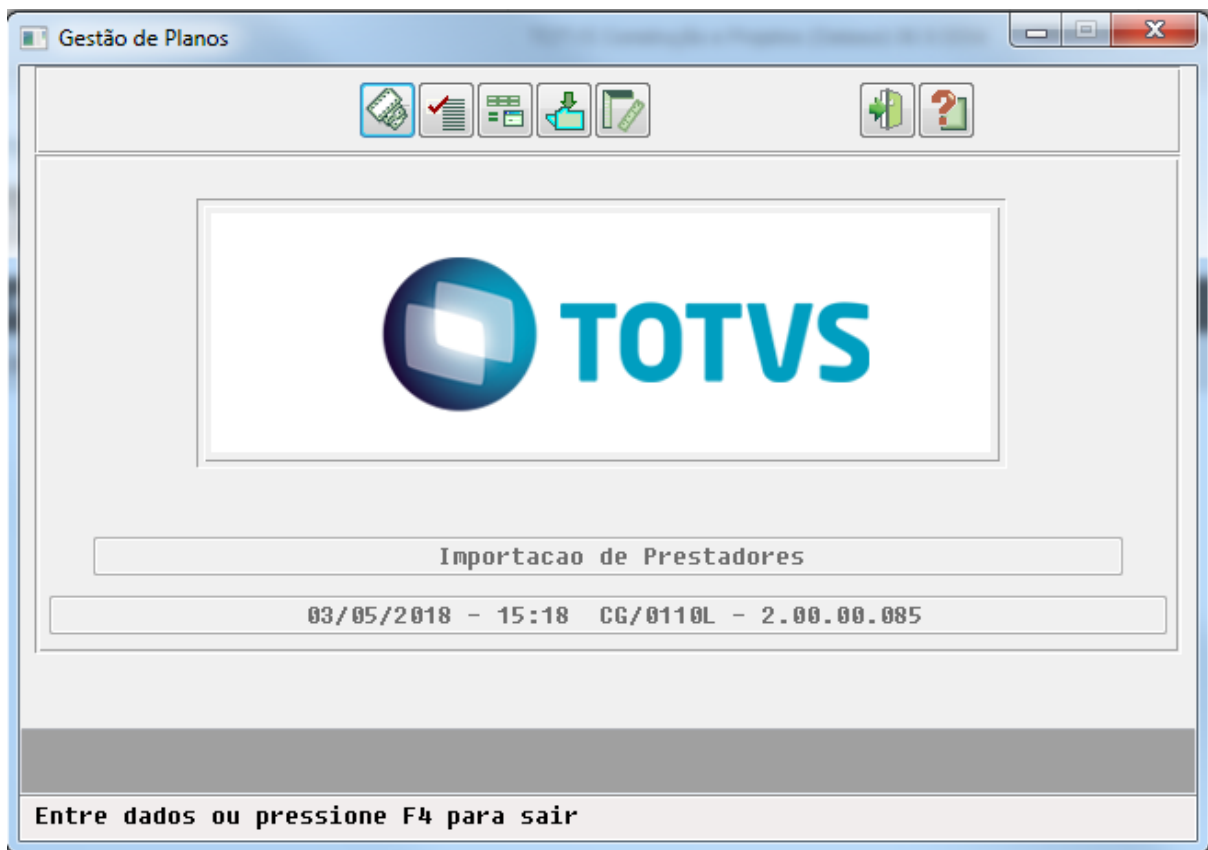 Gestão de Planos
TOTVS
Importacao de Prestadores
03/05/2018 - 15:18 CG/0110L - 2.00.00.085
Entre dados ou pressione F4 para sair